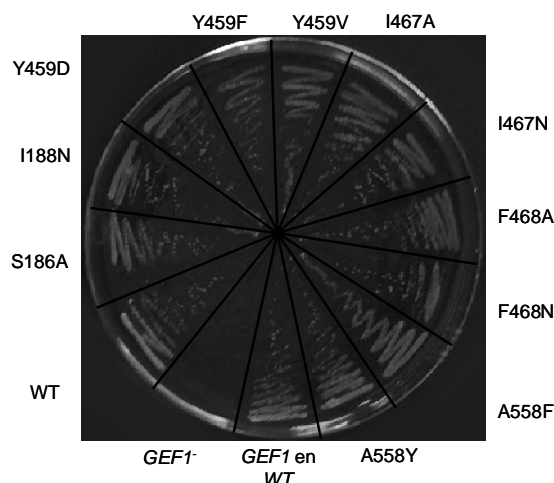 Y459F Y459V I467A
Y459D
I467N
I188N
F468A
S186A
F468N
WT
A558F
GEF1- GEF1 en A558Y
WT